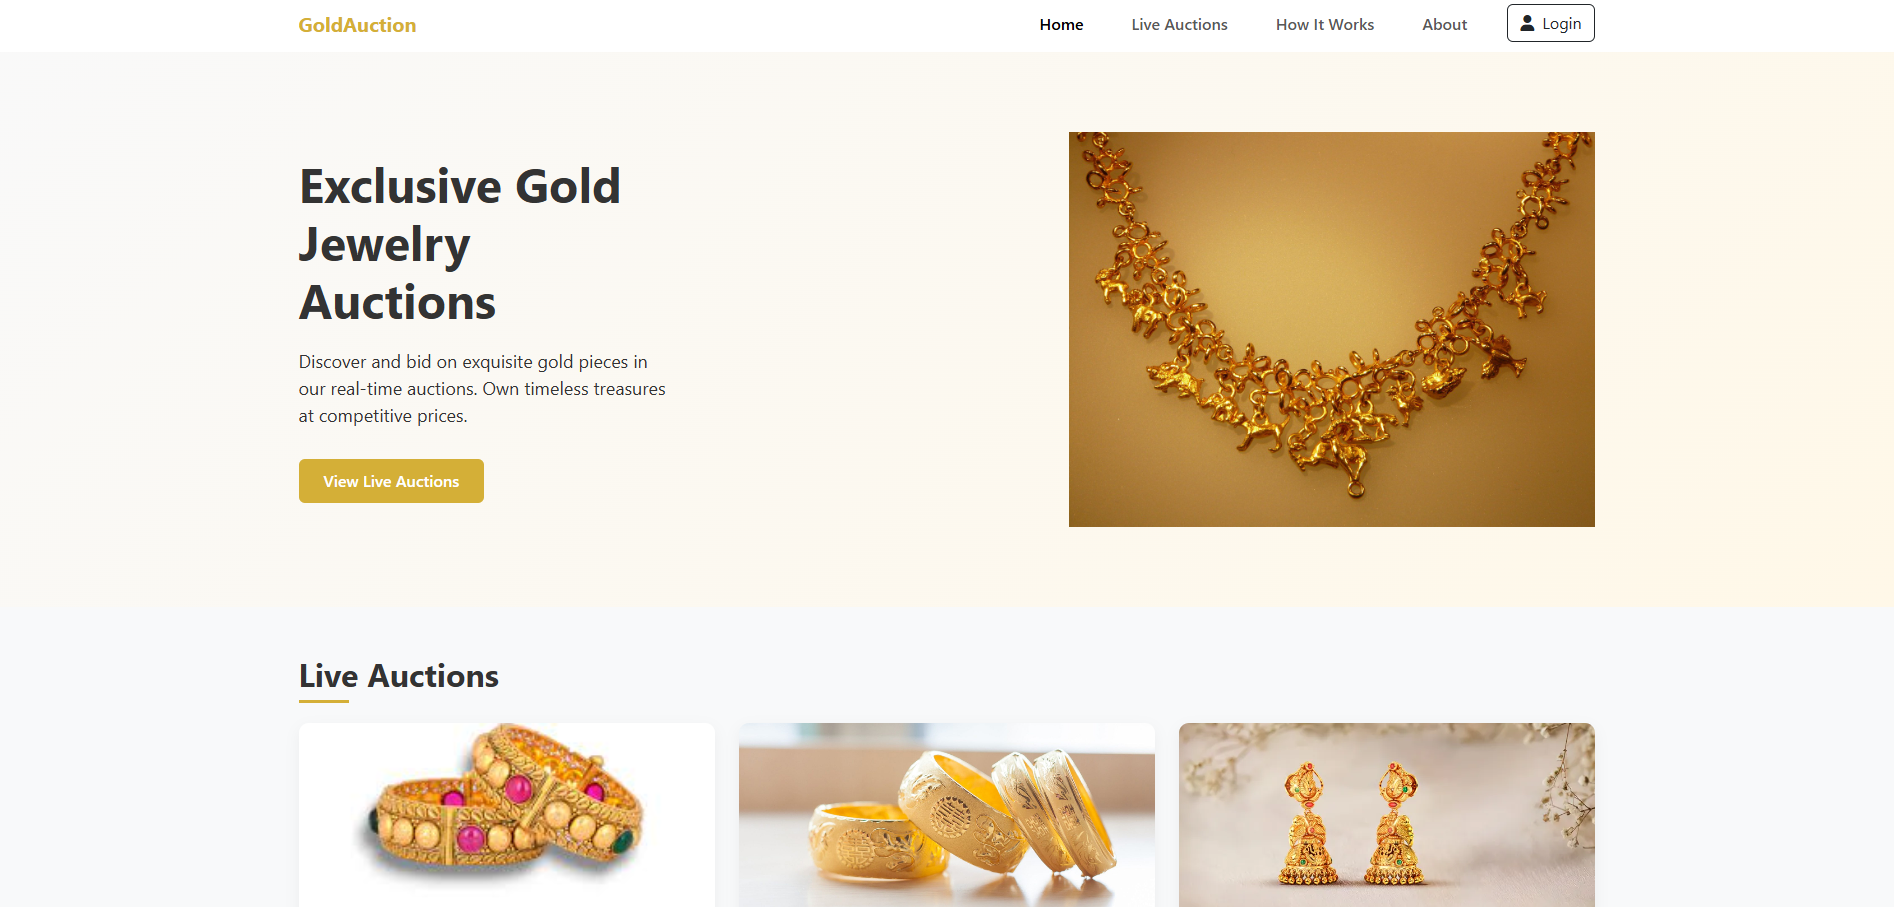 GoldAuction
Home
Live Auctions
How It Works
About
Login
Exclusive Gold
Jewelry
Auctions
Discover and bid on exquisite gold pieces in
our real-time auctions. Own timeless treasures
at competitive prices.
View Live Auctions
Live Auctions